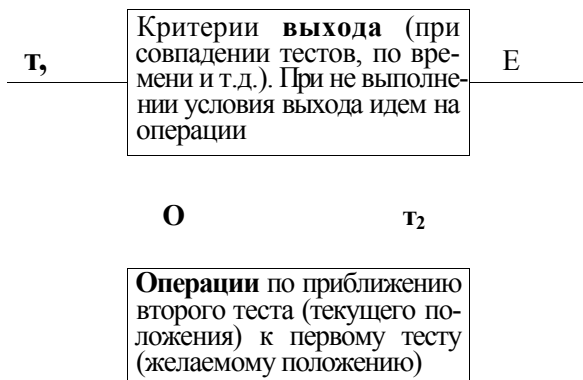 Критерии выхода (при
совпадении тестов, по вре-
мени и т.д.). При не выполне-
нии условия выхода идем на
операции
т,
Е
О
т₂
Операции по приближению
второго теста (текущего по-
ложения) к первому тесту
(желаемому положению)